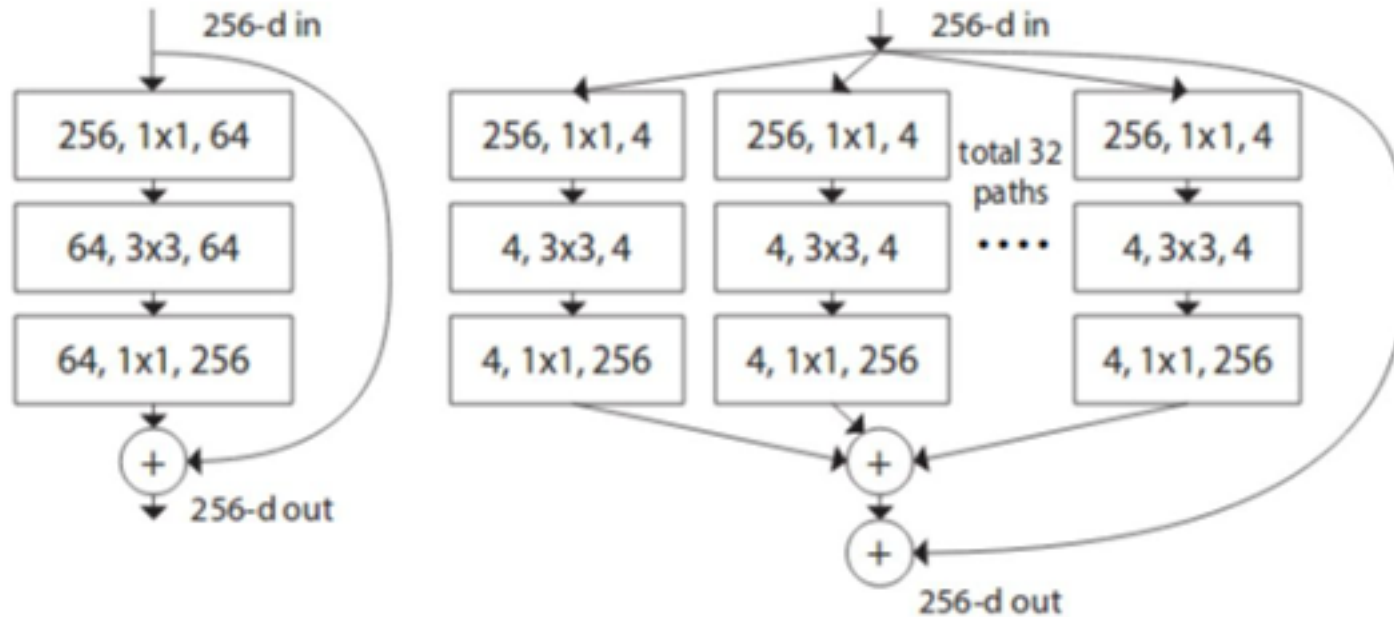 256-d in
256, 1x1, 64
64, 3x3, 64
64, 1x1, 256
+
256-d out
256-d in
256, 1x1, 4
256, 1x1, 4
total 32
paths
....
256, 1x1, 4
4, 3x3, 4
4, 3x3, 4
4, 3x3, 4
4, 1x1, 256
4, 1x1, 256
4, 1x1, 256
+
+
256-d out